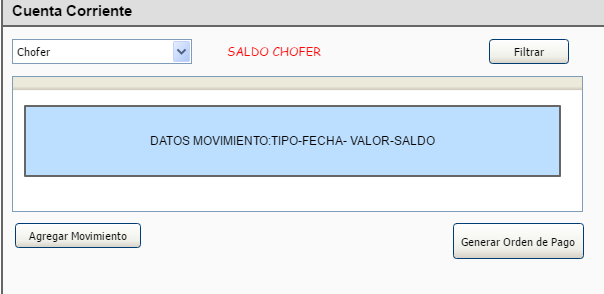 Cuenta Corriente
Chofer
SALDO CHOFER
Filtrar
DATOS MOVIMIENTO:TIPO-FECHA- VALOR-SALDO
Agregar Movimiento
Generar Orden de Pago